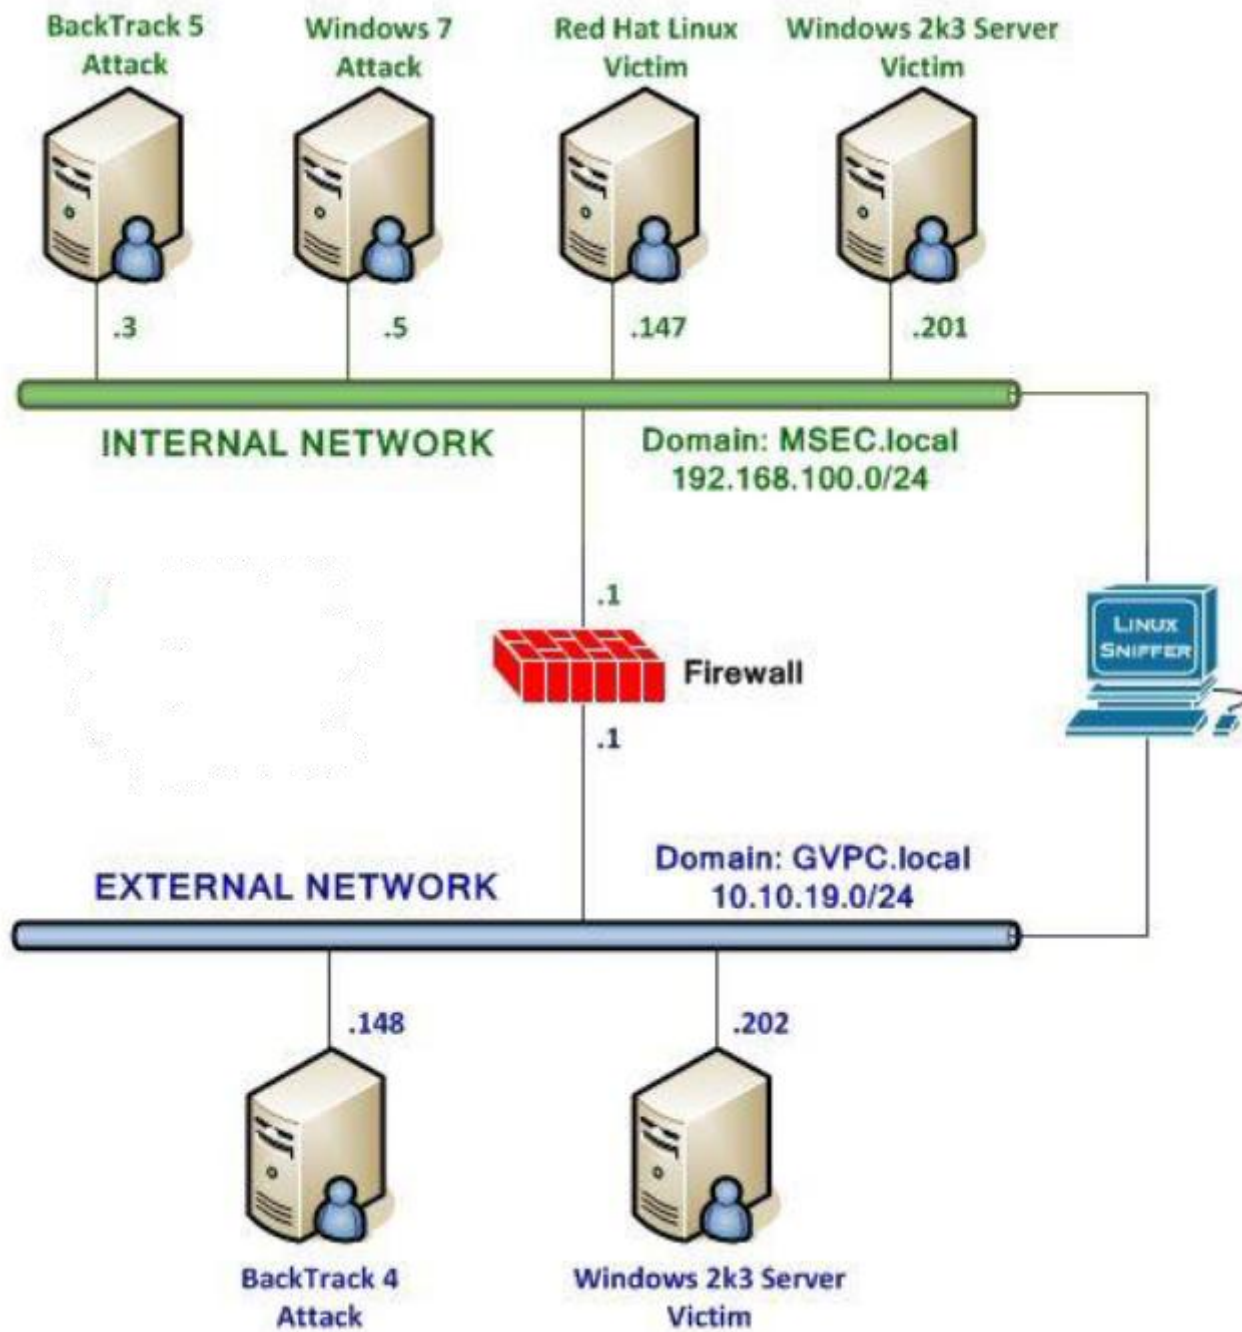 BackTrack 5
Attack
Windows 7
Attack
Red Hat Linux
Victim
Windows 2k3 Server
Victim
.3
.5
.147
.201
INTERNAL NETWORK
Domain: MSEC.local
192.168.100.0/24
.1
Firewall
.1
LINUX
SNIFFER
EXTERNAL NETWORK
Domain: GVPC.local
10.10.19.0/24
.148
.202
BackTrack 4
Attack
Windows 2k3 Server
Victim